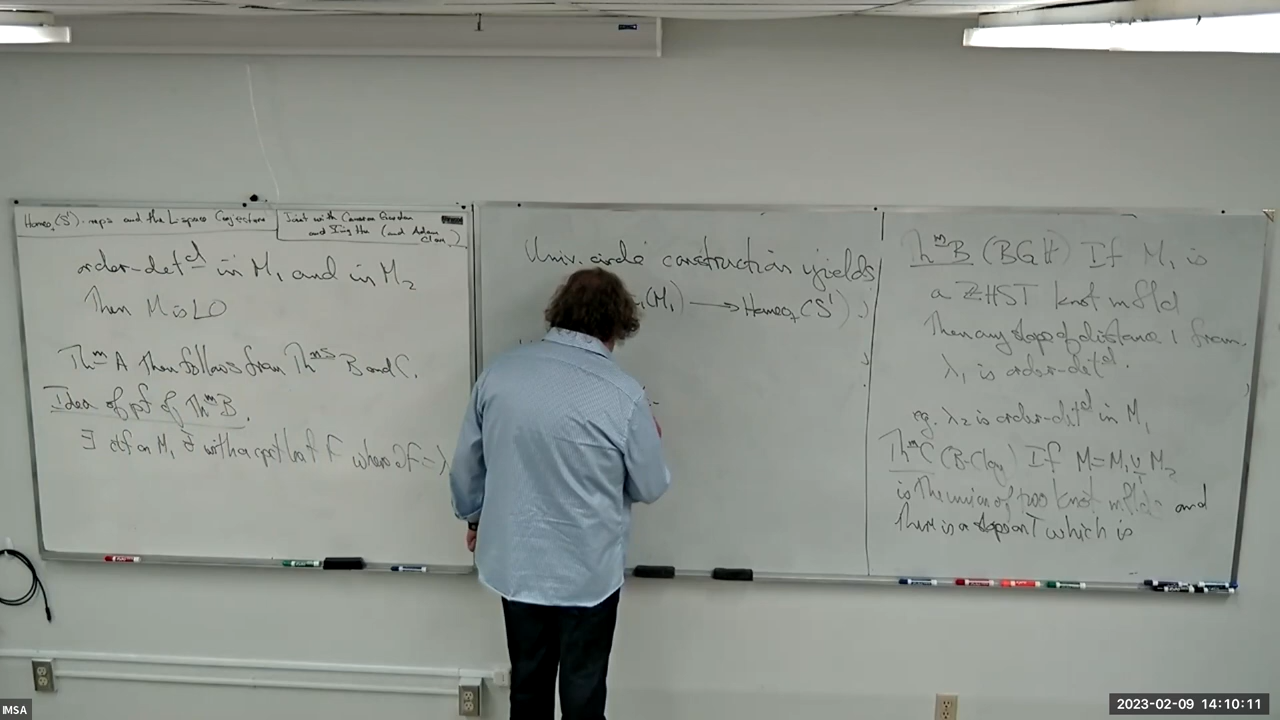 Homeo₊(S¹)-reps and the L-space Conjecture
Joint with Cameron Gordon
and Ying Hu (and Adam
Clay)
order-det'd in M₁ and in M₂
Then M is LO
Thm A then follows from Thms B and C.
Idea of pf of Thm B.
∃ on M₁ with a cpct leaf F where ∂F = λ
Univ. circle construction yields
(M₁) ⟶ Homeo₊(S¹)
Thm B (BGH) If M₁ is
a ZHST knot mfld
Then any slope of distance 1 from
λ₁ is order-det'd.
eg. λ₂ is order-det'd in M₁
Thm C (B-Clay) If M = M₁ ∪ M₂
T
is the union of two knot mflds and
there is a slope on T which is
IMSA
2023-02-09 14:10:11